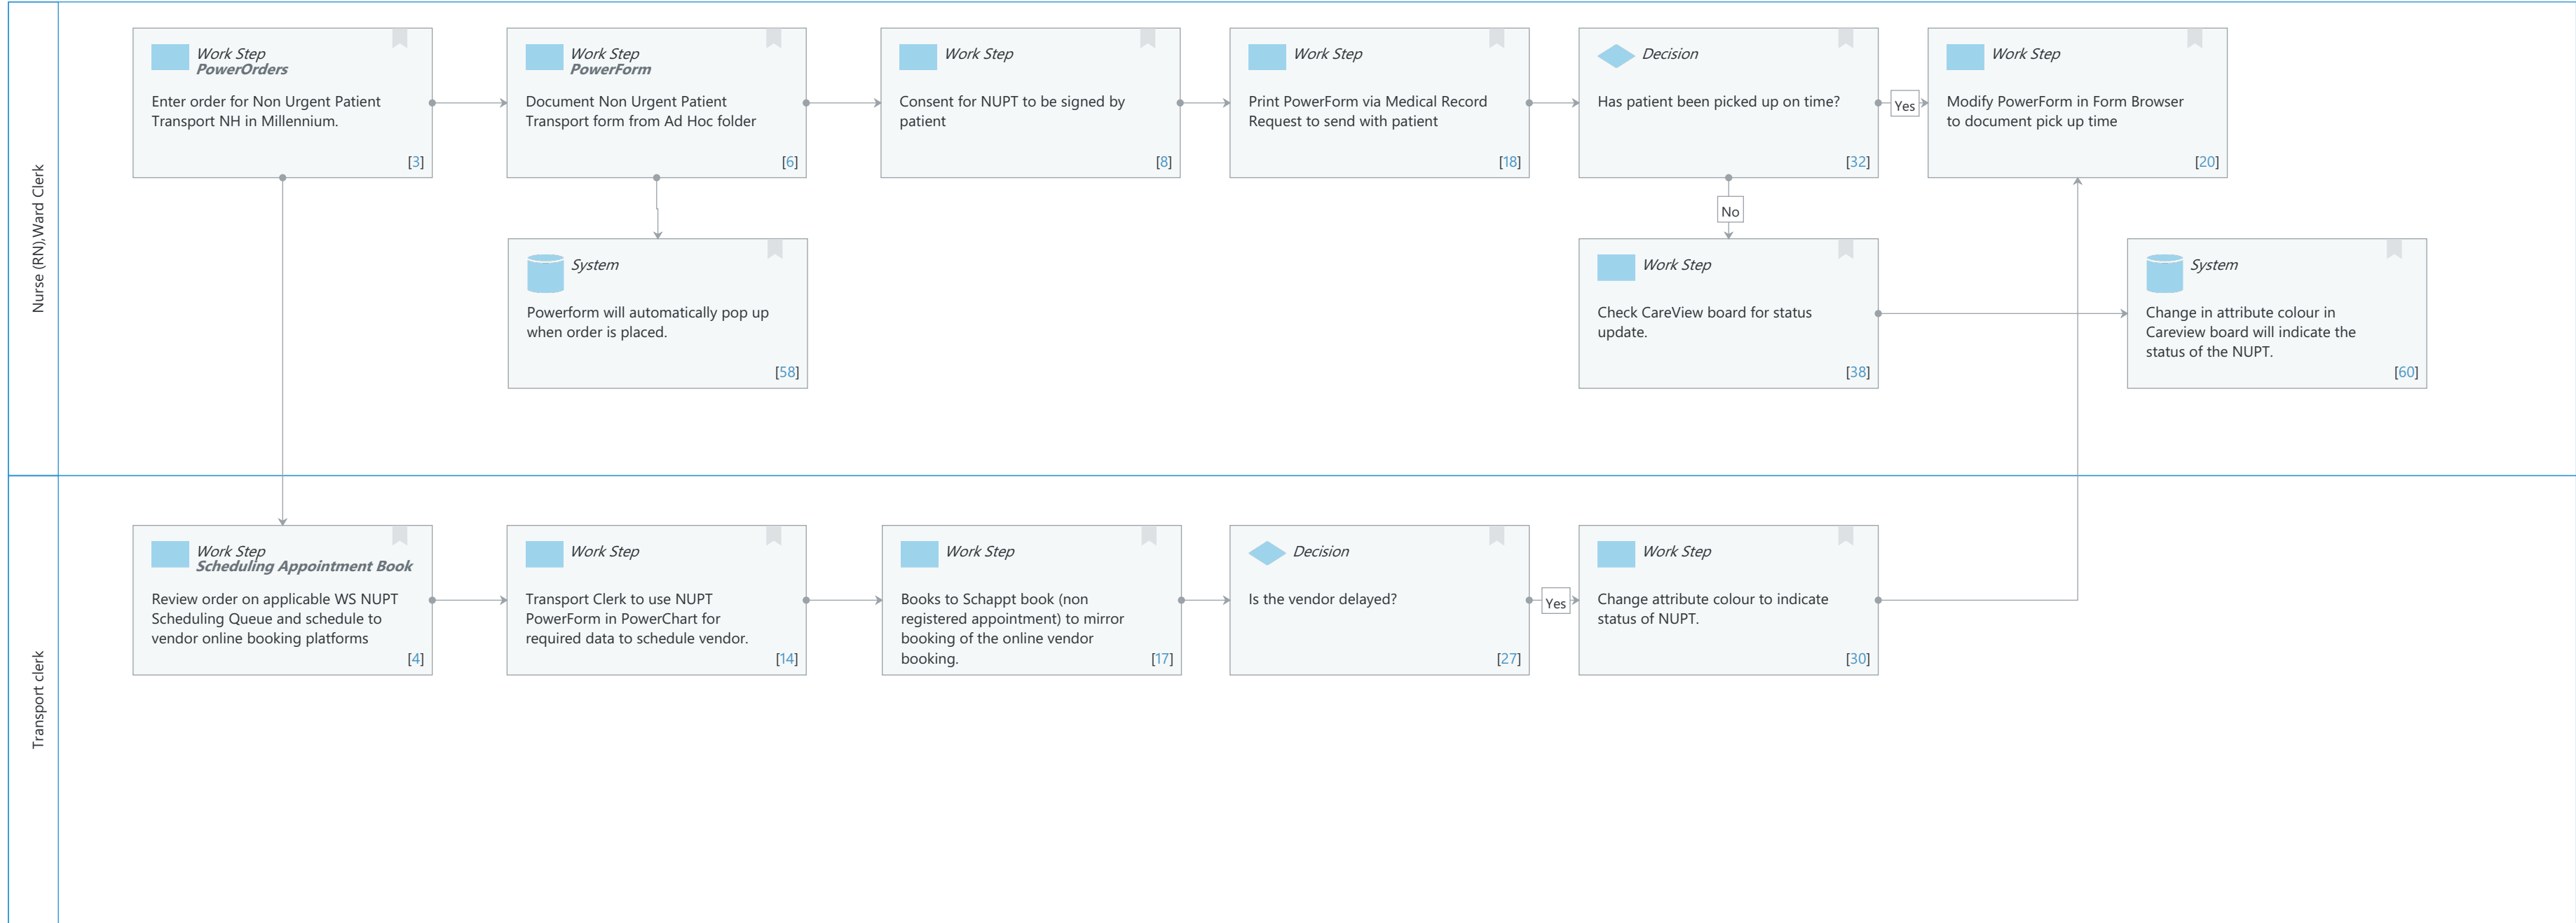 Nurse (RN),Ward Clerk
Work Step
PowerOrders
Enter order for Non Urgent Patient
Transport NH in Millennium.
[3]
Work Step
PowerForm
Document Non Urgent Patient
Transport form from Ad Hoc folder
[6]
Work Step
Consent for NUPT to be signed by
patient
[8]
Work Step
Print PowerForm via Medical Record
Request to send with patient
[18]
Decision
Has patient been picked up on time?
[32]
Yes
Work Step
Modify PowerForm in Form Browser
to document pick up time
[20]
No
System
Powerform will automatically pop up
when order is placed.
[58]
Work Step
Check CareView board for status
update.
[38]
System
Change in attribute colour in
Careview board will indicate the
status of the NUPT.
[60]
Transport clerk
Work Step
Scheduling Appointment Book
Review order on applicable WS NUPT
Scheduling Queue and schedule to
vendor online booking platforms
[4]
Work Step
Transport Clerk to use NUPT
PowerForm in PowerChart for
required data to schedule vendor.
[14]
Work Step
Books to Schappt book (non
registered appointment) to mirror
booking of the online vendor
booking.
[17]
Decision
Is the vendor delayed?
[27]
Yes
Work Step
Change attribute colour to indicate
status of NUPT.
[30]